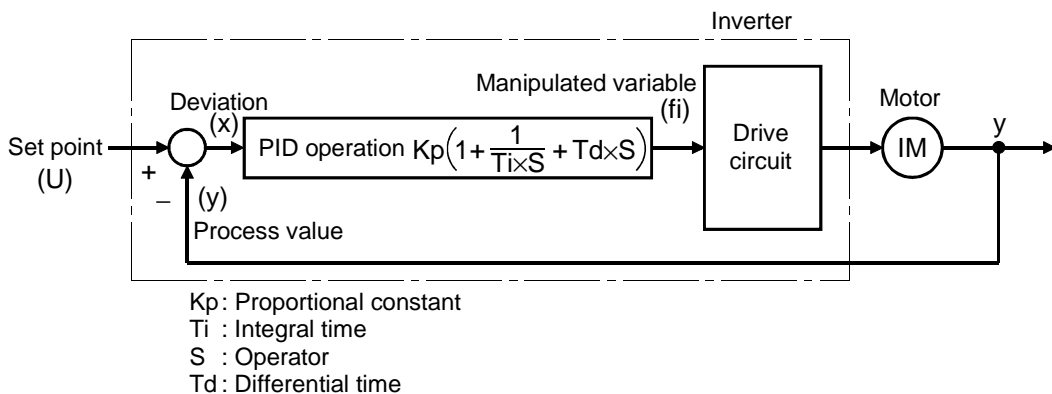 Inverter
Manipulated variable
(fi)
Motor
Deviation
(x)
y
Set point
(U)
+
−
PID operation Kp(1+ 1/(Ti×S) + Td×S)
Drive
circuit
IM
(y)
Process value
Kp : Proportional constant
Ti : Integral time
S : Operator
Td : Differential time